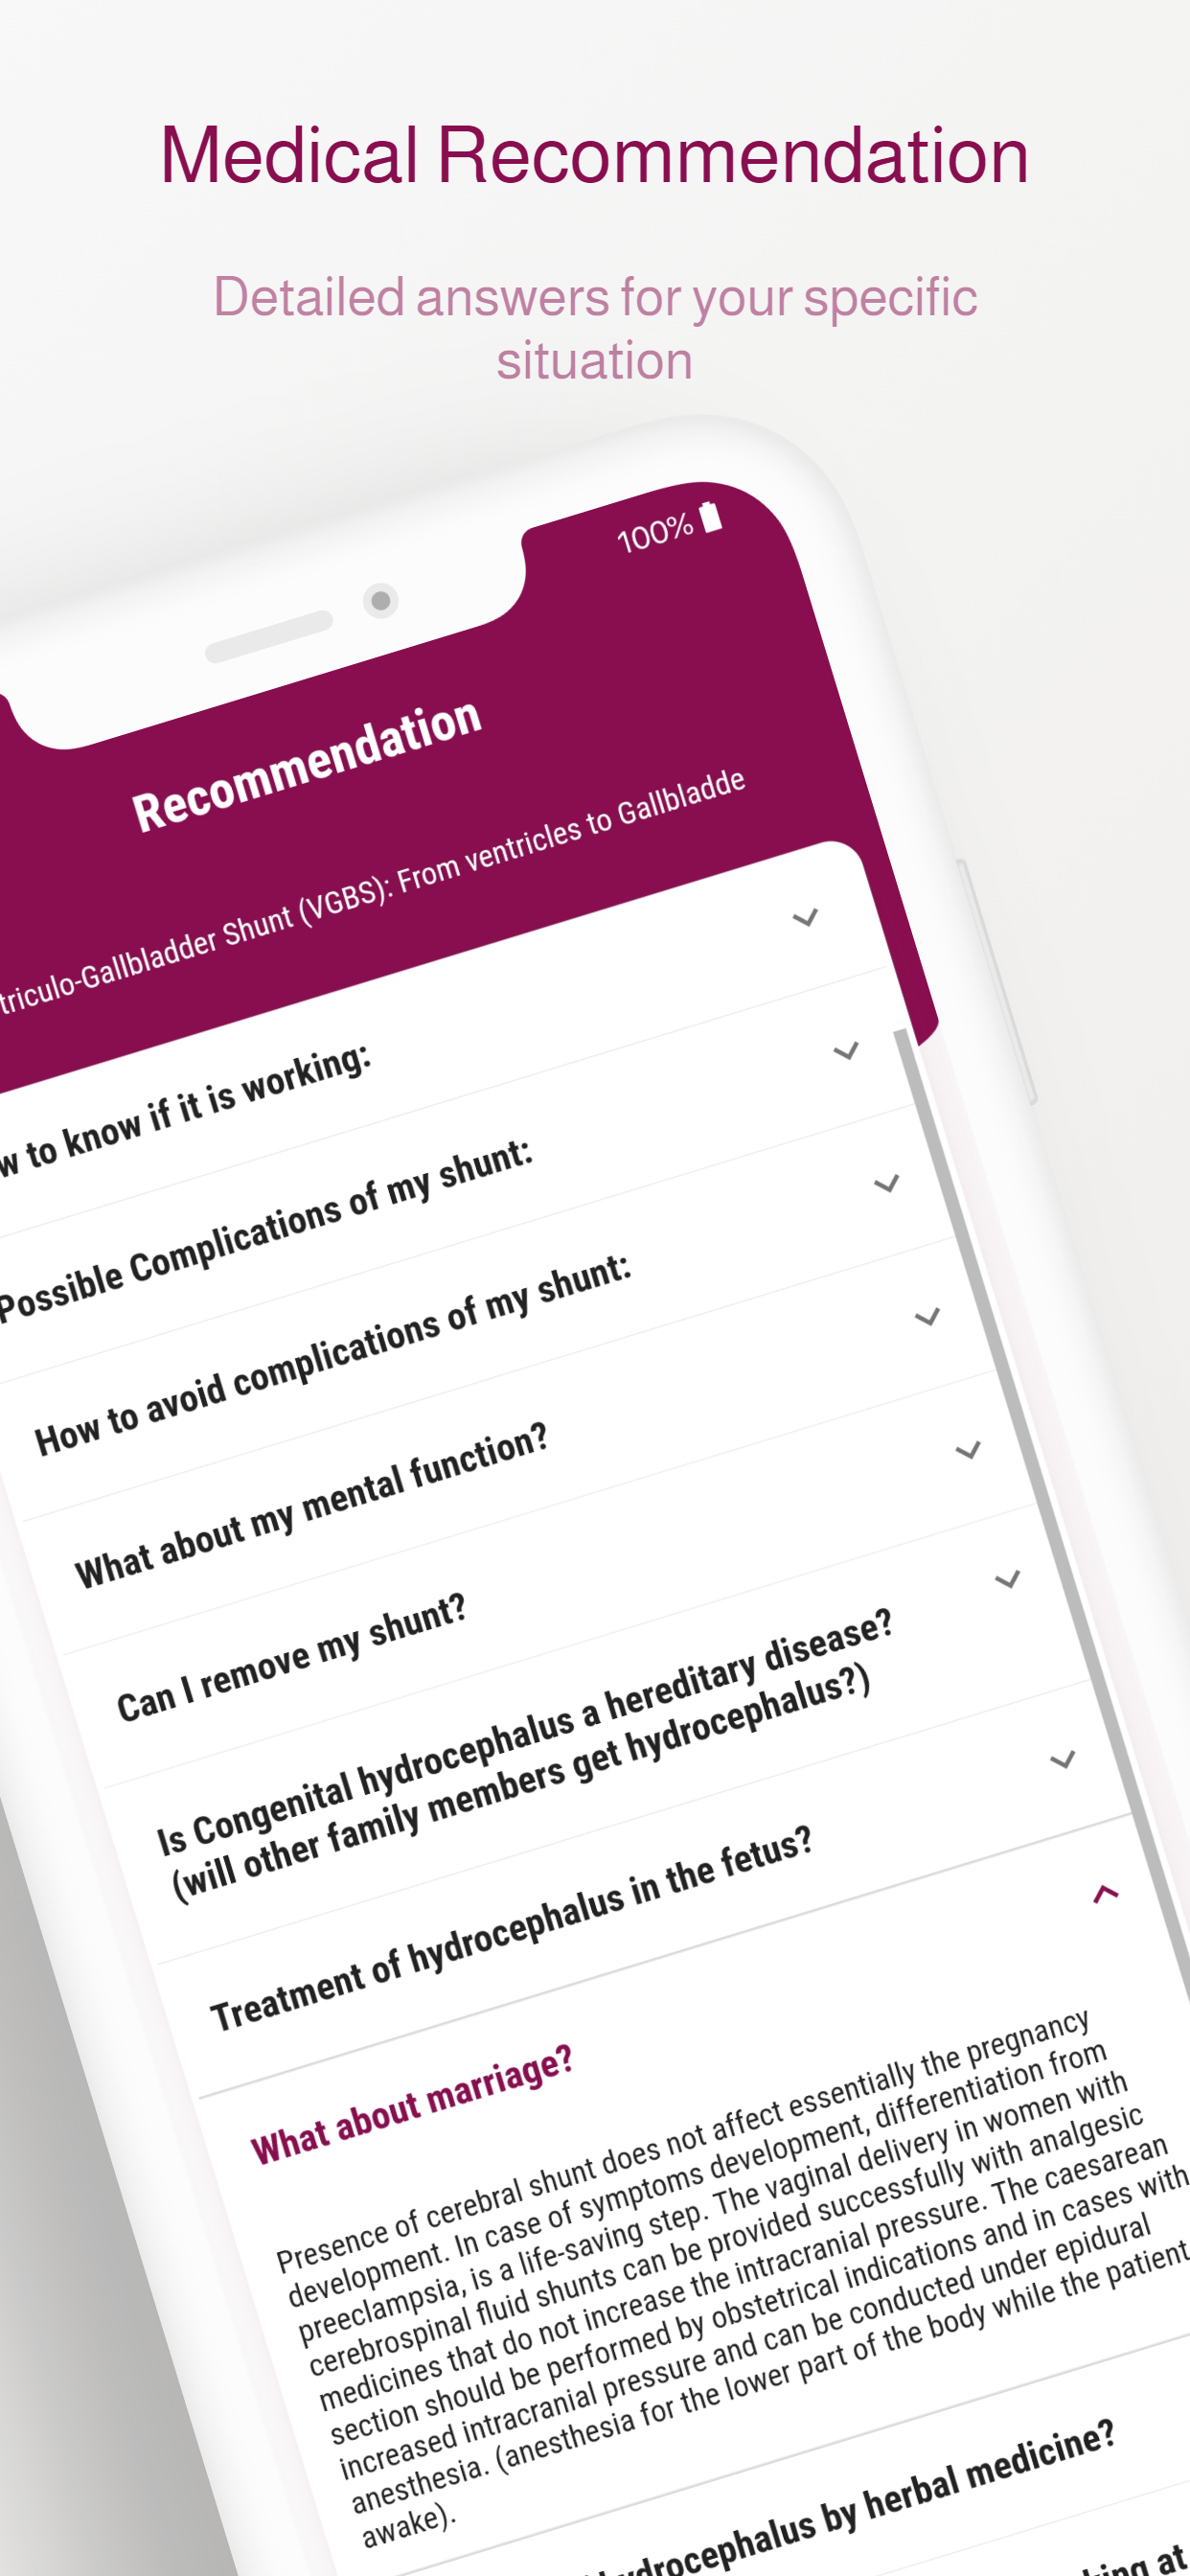 Medical Recommendation
Detailed answers for your specific
situation
100%
Recommendation
triculo-Gallbladder Shunt (VGBS): From ventricles to Gallbladde
w to know if it is working:
Possible Complications of my shunt:
How to avoid complications of my shunt:
What about my mental function?
Can I remove my shunt?
Is Congenital hydrocephalus a hereditary disease?
(will other family members get hydrocephalus?)
Treatment of hydrocephalus in the fetus?
What about marriage?
Presence of cerebral shunt does not affect essentially the pregnancy
development. In case of symptoms development, differentiation from
preeclampsia, is a life-saving step. The vaginal delivery in women with
cerebrospinal fluid shunts can be provided successfully with analgesic
medicines that do not increase the intracranial pressure. The caesarean
section should be performed by obstetrical indications and in cases with
increased intracranial pressure and can be conducted under epidural
anesthesia. (anesthesia for the lower part of the body while the patient
awake).
hydrocephalus by herbal medicine?
king at